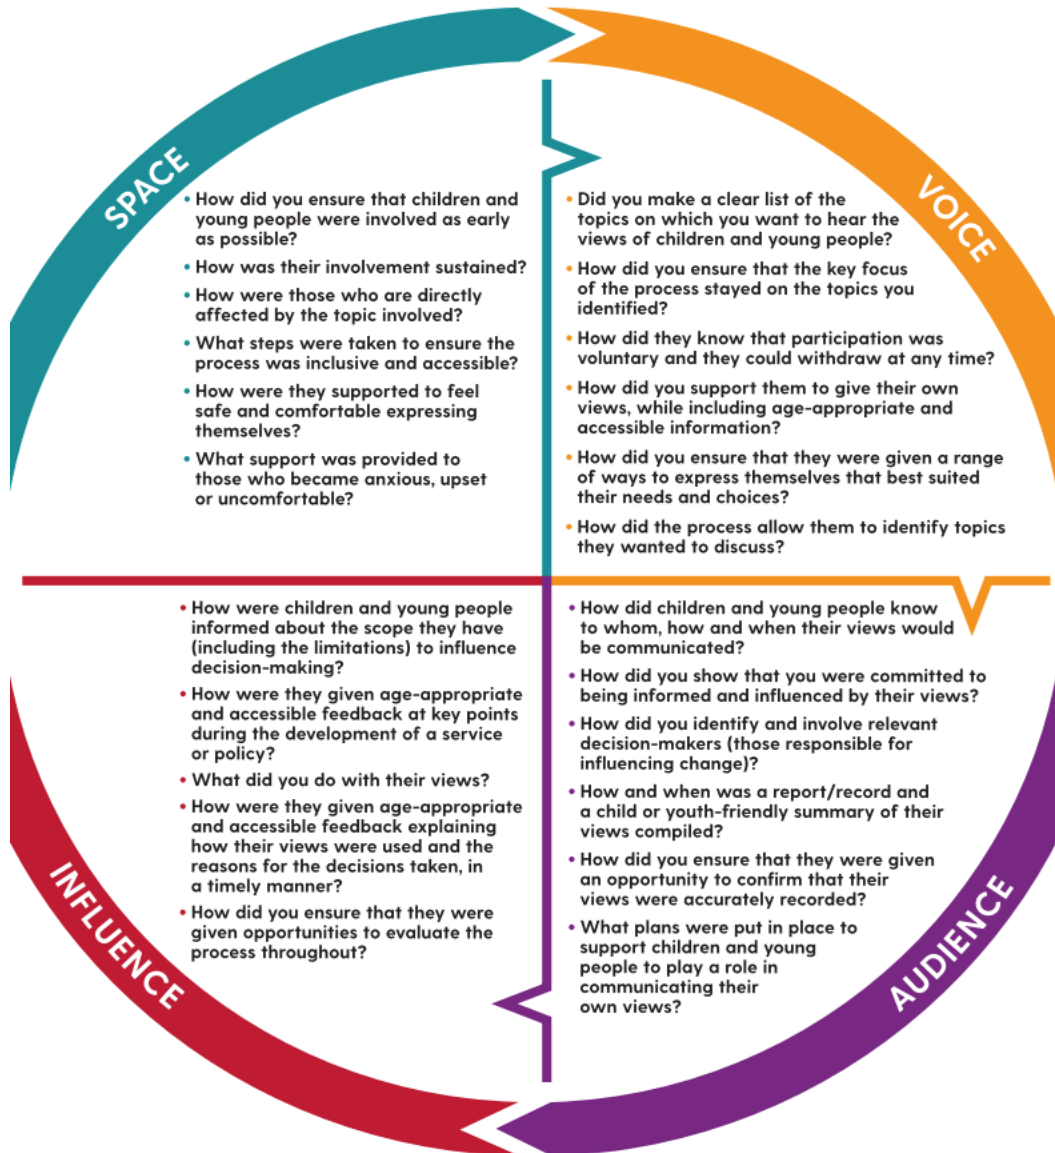 SPACE
• How did you ensure that children and
young people were involved as early
as possible?
• How was their involvement sustained?
• How were those who are directly
affected by the topic involved?
• What steps were taken to ensure the
process was inclusive and accessible?
• How were they supported to feel
safe and comfortable expressing
themselves?
• What support was provided to
those who became anxious, upset
or uncomfortable?
VOICE
• Did you make a clear list of the
topics on which you want to hear the
views of children and young people?
• How did you ensure that the key focus
of the process stayed on the topics you
identified?
• How did they know that participation was
voluntary and they could withdraw at any time?
• How did you support them to give their own
views, while including age-appropriate and
accessible information?
• How did you ensure that they were given a range
of ways to express themselves that best suited
their needs and choices?
• How did the process allow them to identify topics
they wanted to discuss?
INFLUENCE
• How were children and young people
informed about the scope they have
(including the limitations) to influence
decision-making?
• How were they given age-appropriate
and accessible feedback at key points
during the development of a service
or policy?
• What did you do with their views?
• How were they given age-appropriate
and accessible feedback explaining
how their views were used and the
reasons for the decisions taken, in
a timely manner?
• How did you ensure that they were
given opportunities to evaluate the
process throughout?
AUDIENCE
• How did children and young people know
to whom, how and when their views would
be communicated?
• How did you show that you were committed to
being informed and influenced by their views?
• How did you identify and involve relevant
decision-makers (those responsible for
influencing change)?
• How and when was a report/record and
a child or youth-friendly summary of their
views compiled?
• How did you ensure that they were given
an opportunity to confirm that their
views were accurately recorded?
• What plans were put in place to
support children and young
people to play a role in
communicating their
own views?